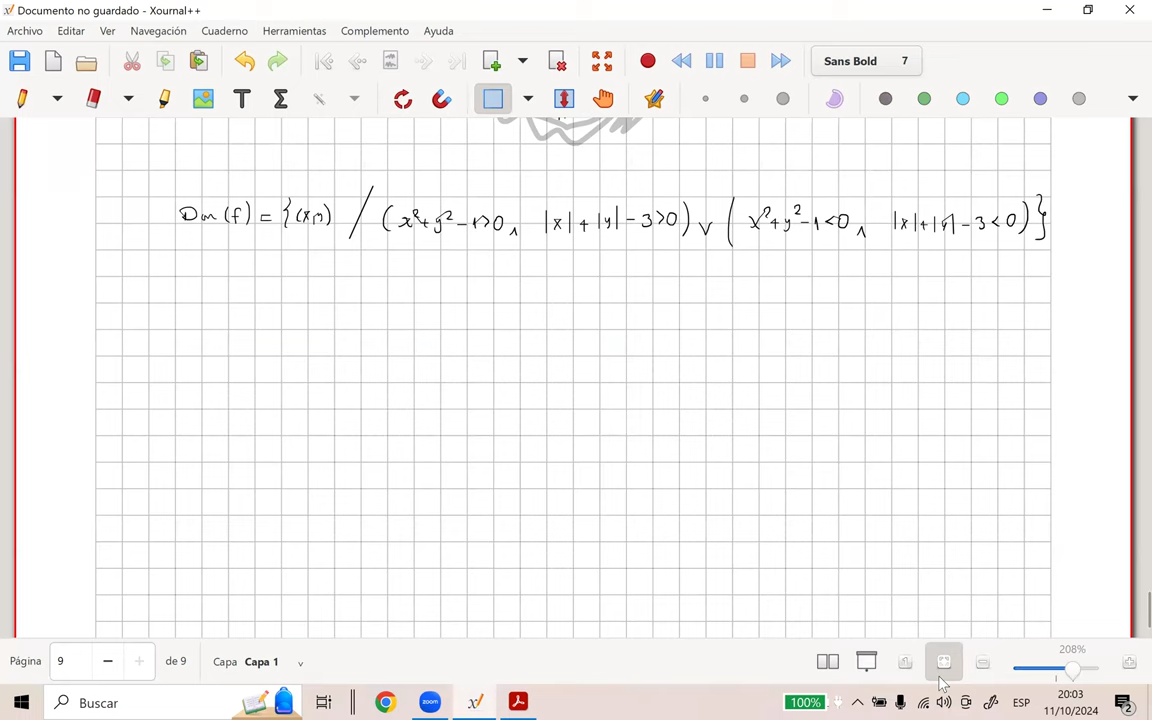 Documento no guardado - Xournal++
Archivo Editar Ver Navegación Cuaderno Herramientas Complemento Ayuda
Sans Bold 7
T Σ
Dom(f) = {(x,y) / (x²+y²-1>0 ∧ |x|+|y|-3>0) ∨ (x²+y²-1<0 ∧ |x|+|y|-3<0)}
208%
Página 9 de 9 Capa Capa 1
Buscar zoom 100% ESP 20:03
11/10/2024 2